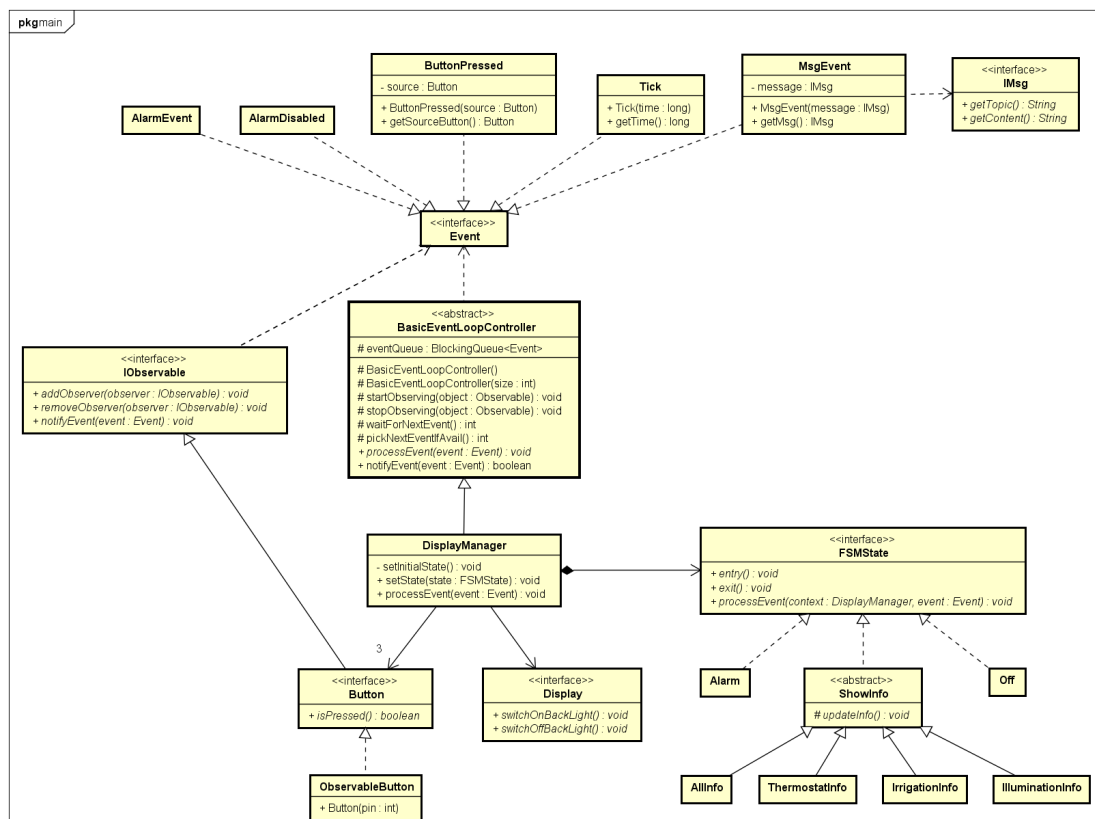 pkg main
ButtonPressed
- source : Button
+ ButtonPressed(source : Button)
+ getSourceButton() : Button
MsgEvent
- message : IMsg
+ MsgEvent(message : IMsg)
+ getMsg() : IMsg
<<interface>>
IMsg
+ getTopic() : String
+ getContent() : String
Tick
+ Tick(time : long)
+ getTime() : long
AlarmEvent
AlarmDisabled
<<interface>>
Event
<<abstract>>
BasicEventLoopController
# eventQueue : BlockingQueue<Event>
# BasicEventLoopController()
# BasicEventLoopController(size : int)
# startObserving(object : Observable) : void
# stopObserving(object : Observable) : void
# waitForNextEvent() : int
# pickNextEventIfAvail() : int
+ processEvent(event : Event) : void
+ notifyEvent(event : Event) : boolean
<<interface>>
IObservable
+ addObserver(observer : IObservable) : void
+ removeObserver(observer : IObservable) : void
+ notifyEvent(event : Event) : void
DisplayManager
- setInitialState() : void
+ setState(state : FSMState) : void
+ processEvent(event : Event) : void
<<interface>>
FSMState
+ entry() : void
+ exit() : void
+ processEvent(context : DisplayManager, event : Event) : void
3
<<interface>>
Button
+ isPressed() : boolean
<<interface>>
Display
+ switchOnBackLight() : void
+ switchOffBackLight() : void
Alarm
<<abstract>>
ShowInfo
# updateInfo() : void
Off
ObservableButton
+ Button(pin : int)
AllInfo
ThermostatInfo
IrrigationInfo
IlluminationInfo